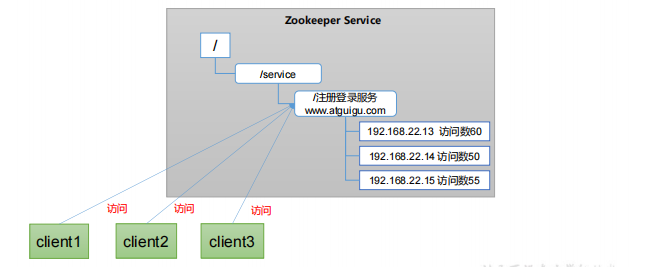 Zookeeper Service
/
/service
/注册登录服务
www.atguigu.com
192.168.22.13 访问数60
192.168.22.14 访问数50
192.168.22.15 访问数55
访问 访问 访问
client1 client2 client3